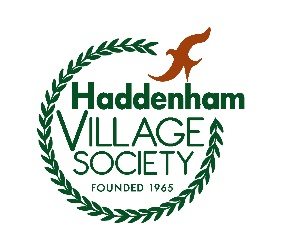 Haddenham
VILLAGE
SOCIETY
FOUNDED 1965